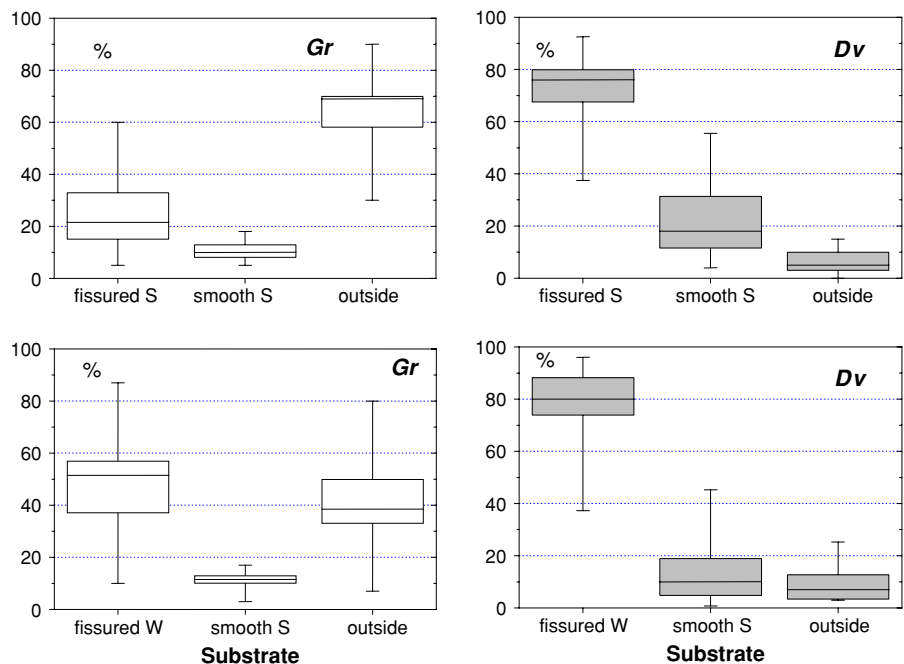 100
80
60
40
20
0
%
Gr
fissured S
smooth S
outside
100
80
60
40
20
0
%
Dv
fissured S
smooth S
outside
100
80
60
40
20
0
%
Gr
fissured W
smooth S
outside
Substrate
100
80
60
40
20
0
%
Dv
fissured W
smooth S
outside
Substrate